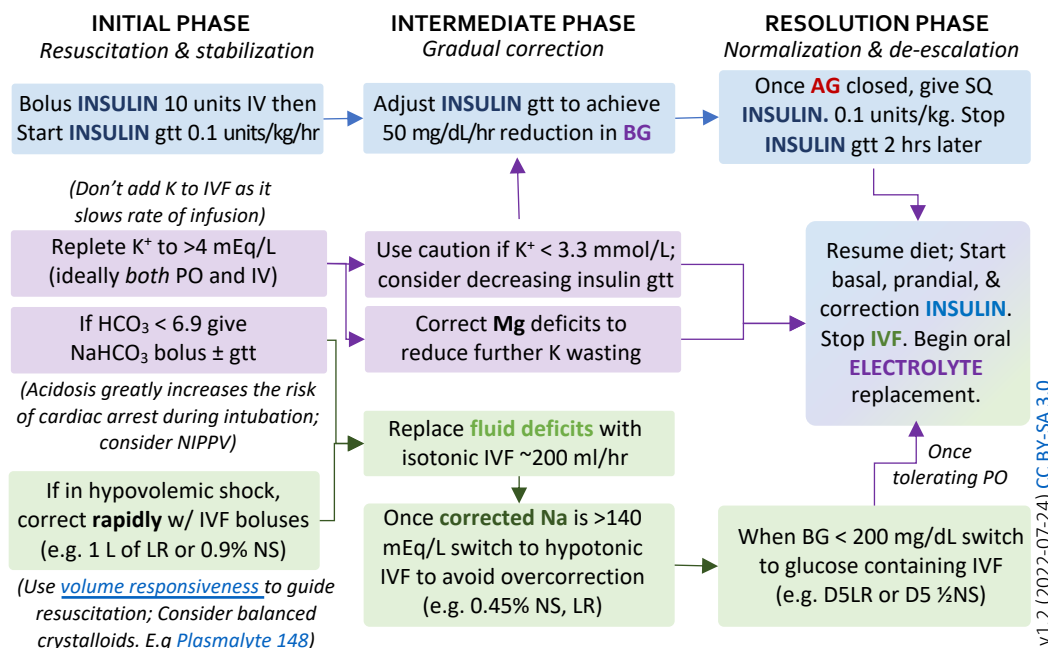 INITIAL PHASE
Resuscitation & stabilization
Bolus INSULIN 10 units IV then
Start INSULIN gtt 0.1 units/kg/hr
(Don't add K to IVF as it
slows rate of infusion)
Replete K⁺ to >4 mEq/L
(ideally both PO and IV)
If HCO₃ < 6.9 give
NaHCO₃ bolus ± gtt
(Acidosis greatly increases the risk
of cardiac arrest during intubation;
consider NIPPV)
If in hypovolemic shock,
correct rapidly w/ IVF boluses
(e.g. 1 L of LR or 0.9% NS)
(Use volume responsiveness to guide
resuscitation; Consider balanced
crystalloids. E.g Plasmalyte 148)
INTERMEDIATE PHASE
Gradual correction
Adjust INSULIN gtt to achieve
50 mg/dL/hr reduction in BG
Use caution if K⁺ < 3.3 mmol/L;
consider decreasing insulin gtt
Correct Mg deficits to
reduce further K wasting
Replace fluid deficits with
isotonic IVF ~200 ml/hr
Once corrected Na is >140
mEq/L switch to hypotonic
IVF to avoid overcorrection
(e.g. 0.45% NS, LR)
RESOLUTION PHASE
Normalization & de-escalation
Once AG closed, give SQ
INSULIN. 0.1 units/kg. Stop
INSULIN gtt 2 hrs later
Resume diet; Start
basal, prandial, &
correction INSULIN.
Stop IVF. Begin oral
ELECTROLYTE
replacement.
Once
tolerating PO
When BG < 200 mg/dL switch
to glucose containing IVF
(e.g. D5LR or D5 ½NS)
v1.2 (2022-07-24) CC BY-SA 3.0